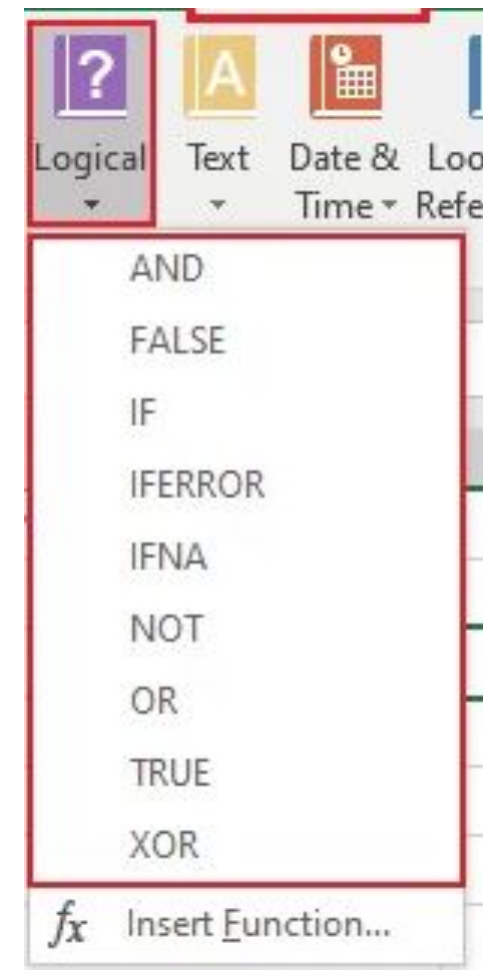 ?
A
Logical
Text
Date &
Time
AND
FALSE
IF
IFERROR
IFNA
NOT
OR
TRUE
XOR
fx Insert Function...